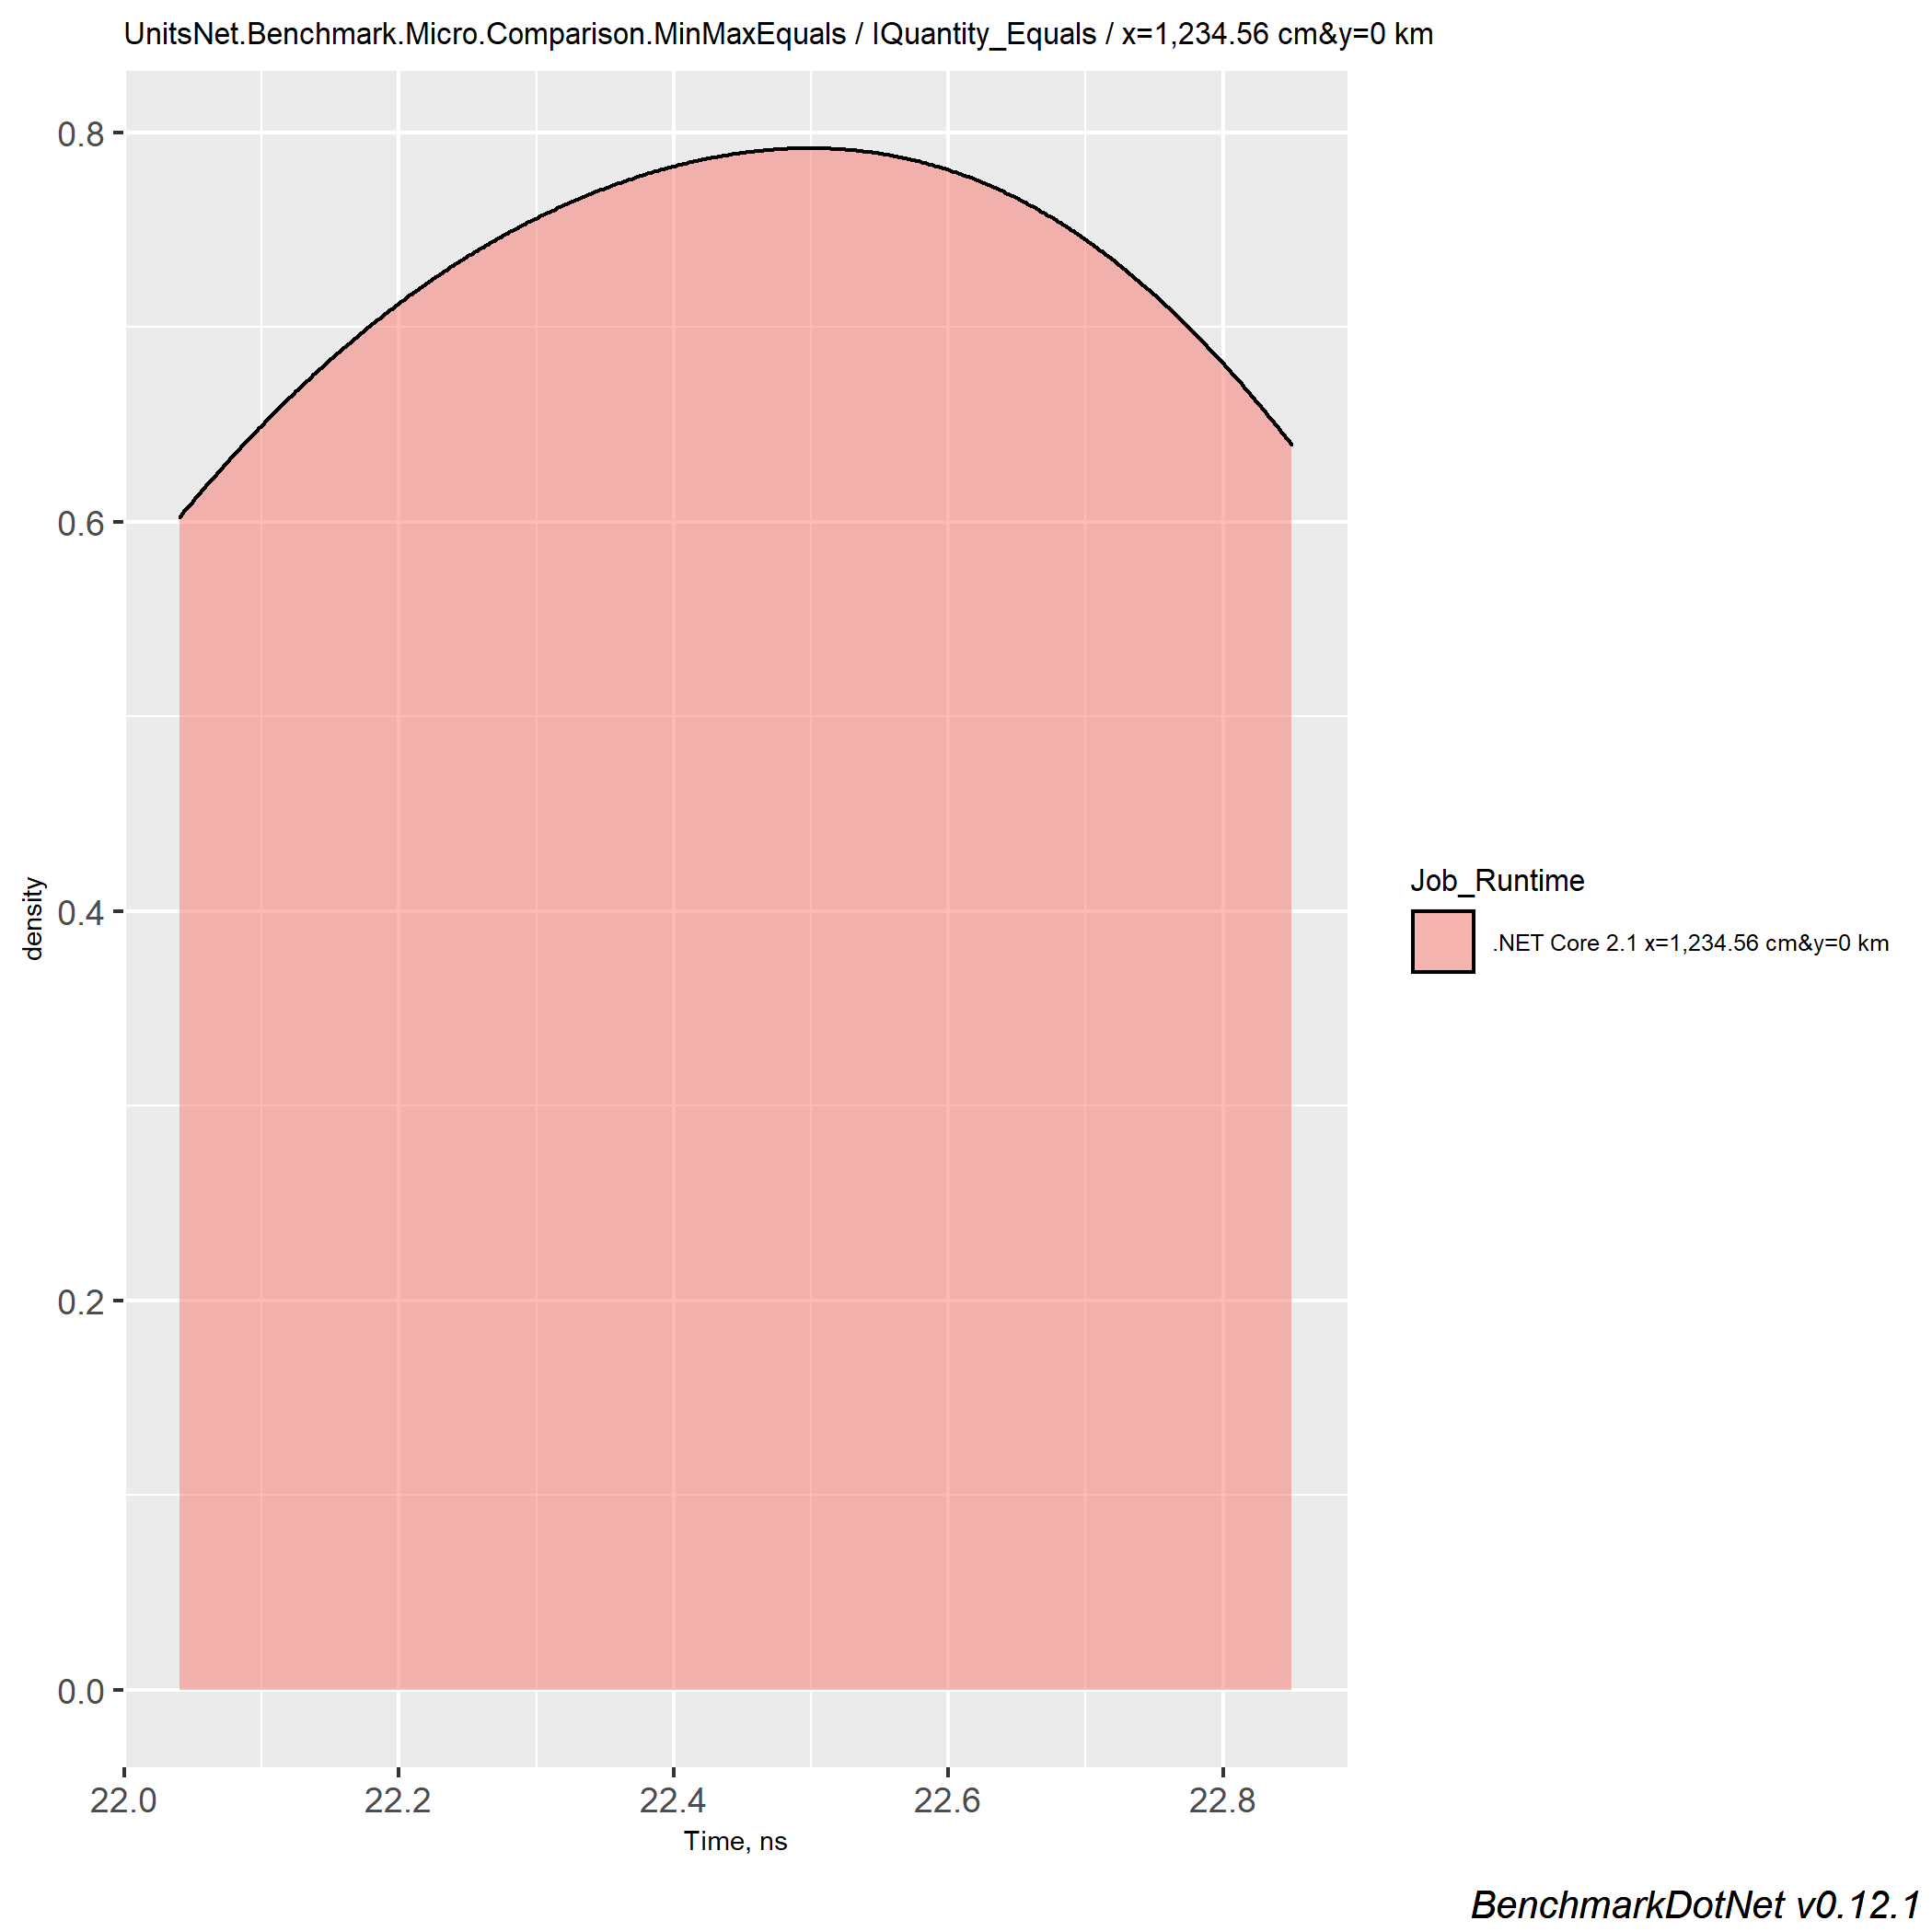 UnitsNet.Benchmark.Micro.Comparison.MinMaxEquals / IQuantity_Equals / x=1,234.56 cm&y=0 km
0.8
0.6
0.4
0.2
0.0
density
22.0 22.2 22.4 22.6 22.8
Time, ns
Job_Runtime
.NET Core 2.1 x=1,234.56 cm&y=0 km
BenchmarkDotNet v0.12.1